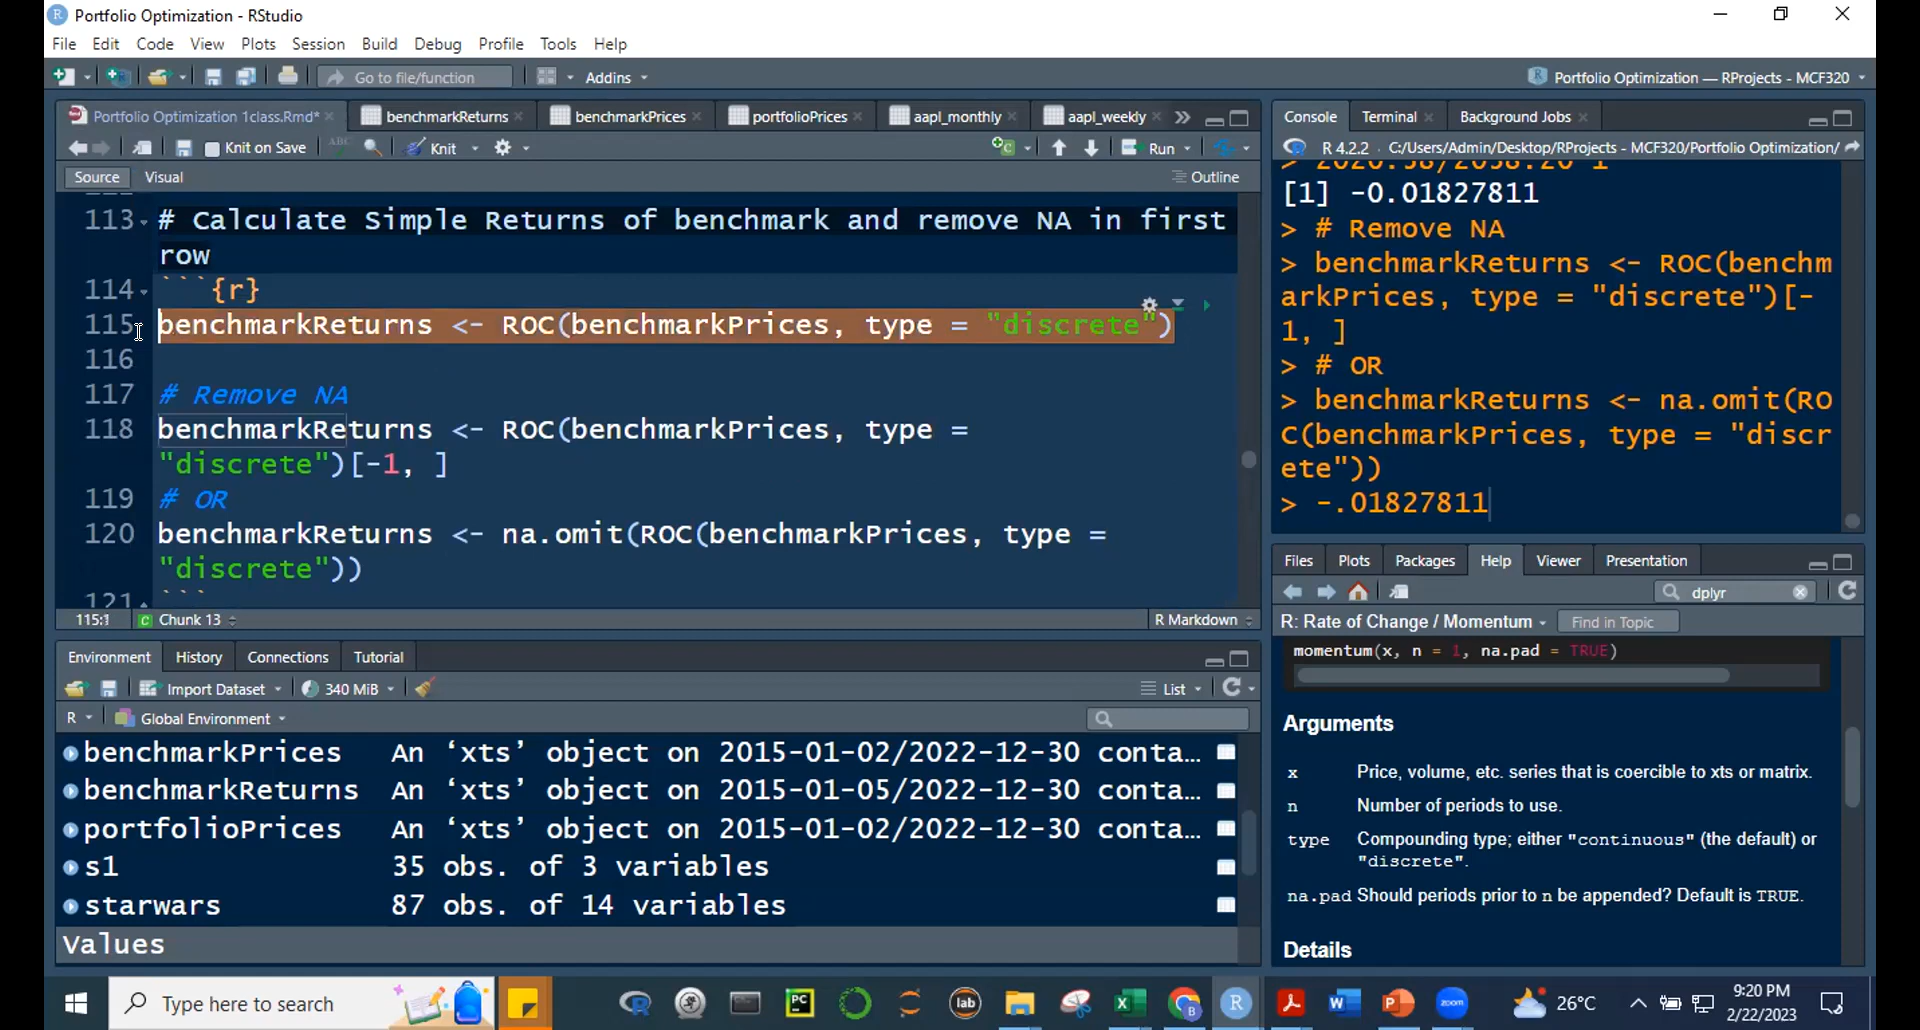 Portfolio Optimization - RStudio
File Edit Code View Plots Session Build Debug Profile Tools Help
Go to file/function
Addins
Portfolio Optimization — RProjects - MCF320
Portfolio Optimization 1class.Rmd*
benchmarkReturns
benchmarkPrices
portfolioPrices
aapl_monthly
aapl_weekly
Knit on Save
ABC
Knit
Run
Source
Visual
Outline
113 # Calculate Simple Returns of benchmark and remove NA in first
row
114 ```{r}
115 benchmarkReturns <- ROC(benchmarkPrices, type = "discrete")
116
117 # Remove NA
118 benchmarkReturns <- ROC(benchmarkPrices, type =
"discrete")[-1, ]
119 # OR
120 benchmarkReturns <- na.omit(ROC(benchmarkPrices, type =
"discrete"))
121 ```
115:1
Chunk 13
R Markdown
Console
Terminal
Background Jobs
R 4.2.2 · C:/Users/Admin/Desktop/RProjects - MCF320/Portfolio Optimization/
[1] -0.01827811
> # Remove NA
> benchmarkReturns <- ROC(benchm
arkPrices, type = "discrete")[-
1, ]
> # OR
> benchmarkReturns <- na.omit(RO
C(benchmarkPrices, type = "discr
ete"))
> -.01827811
Environment
History
Connections
Tutorial
Import Dataset
340 MiB
List
R
Global Environment
benchmarkPrices An ‘xts’ object on 2015-01-02/2022-12-30 conta…
benchmarkReturns An ‘xts’ object on 2015-01-05/2022-12-30 conta…
portfolioPrices An ‘xts’ object on 2015-01-02/2022-12-30 conta…
s1 35 obs. of 3 variables
starwars 87 obs. of 14 variables
Values
Files
Plots
Packages
Help
Viewer
Presentation
dplyr
R: Rate of Change / Momentum
Find in Topic
momentum(x, n = 1, na.pad = TRUE)
Arguments
x Price, volume, etc. series that is coercible to xts or matrix.
n Number of periods to use.
type Compounding type; either "continuous" (the default) or
"discrete".
na.pad Should periods prior to n be appended? Default is TRUE.
Details
Type here to search
PC
lab
zoom
26°C
9:20 PM
2/22/2023